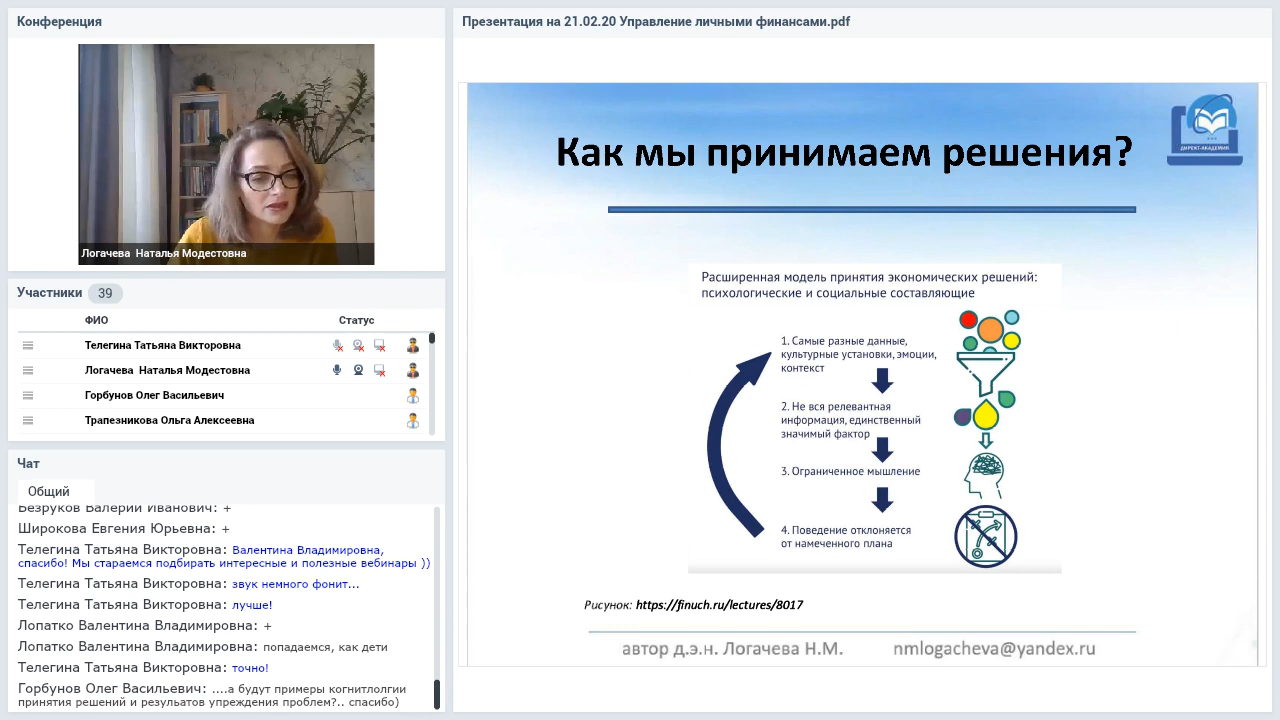 Конференция
Логачева  Наталья Модестовна
Участники 39
ФИО Статус
Телегина Татьяна Викторовна
Логачева  Наталья Модестовна
Горбунов Олег Васильевич
Трапезникова Ольга Алексеевна
Чат
Общий
Безруков Валерий Иванович: +
Широкова Евгения Юрьевна: +
Телегина Татьяна Викторовна: Валентина Владимировна,
спасибо! Мы стараемся подбирать интересные и полезные вебинары ))
Телегина Татьяна Викторовна: звук немного фонит...
Телегина Татьяна Викторовна: лучше!
Лопатко Валентина Владимировна: +
Лопатко Валентина Владимировна: попадаемся, как дети
Телегина Татьяна Викторовна: точно!
Горбунов Олег Васильевич: ....а будут примеры когнитлолгии
принятия решений и резуьатов упреждения проблем?.. спасибо)
Презентация на 21.02.20 Управление личными финансами.pdf
ДИРЕКТ-АКАДЕМИЯ
Как мы принимаем решения?
Расширенная модель принятия экономических решений:
психологические и социальные составляющие
1. Самые разные данные,
культурные установки, эмоции,
контекст
2. Не вся релевантная
информация, единственный
значимый фактор
3. Ограниченное мышление
4. Поведение отклоняется
от намеченного плана
Рисунок: https://finuch.ru/lectures/8017
автор д.э.н. Логачева Н.М. nmlogacheva@yandex.ru